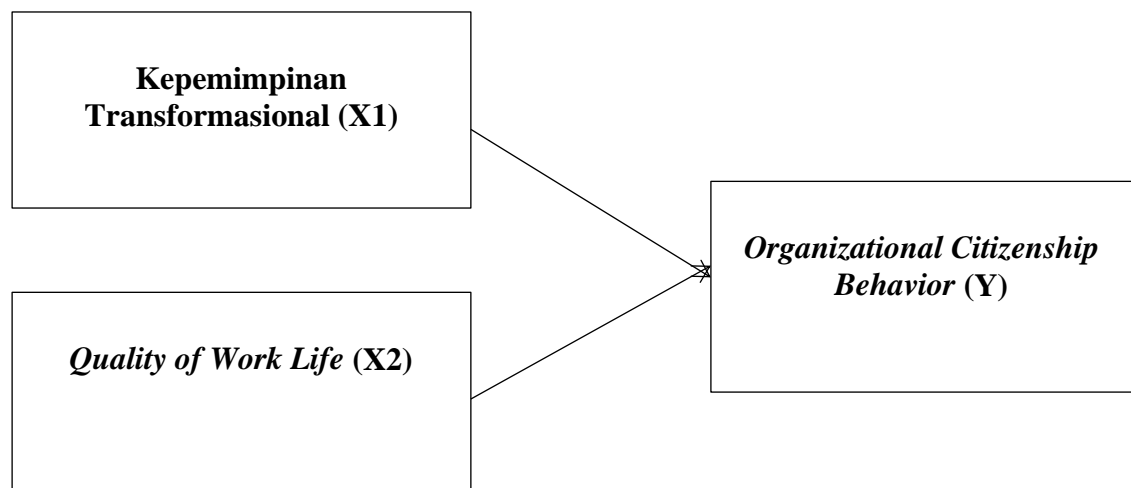 Kepemimpinan
Transformasional (X1)
Organizational Citizenship
Behavior (Y)
Quality of Work Life (X2)